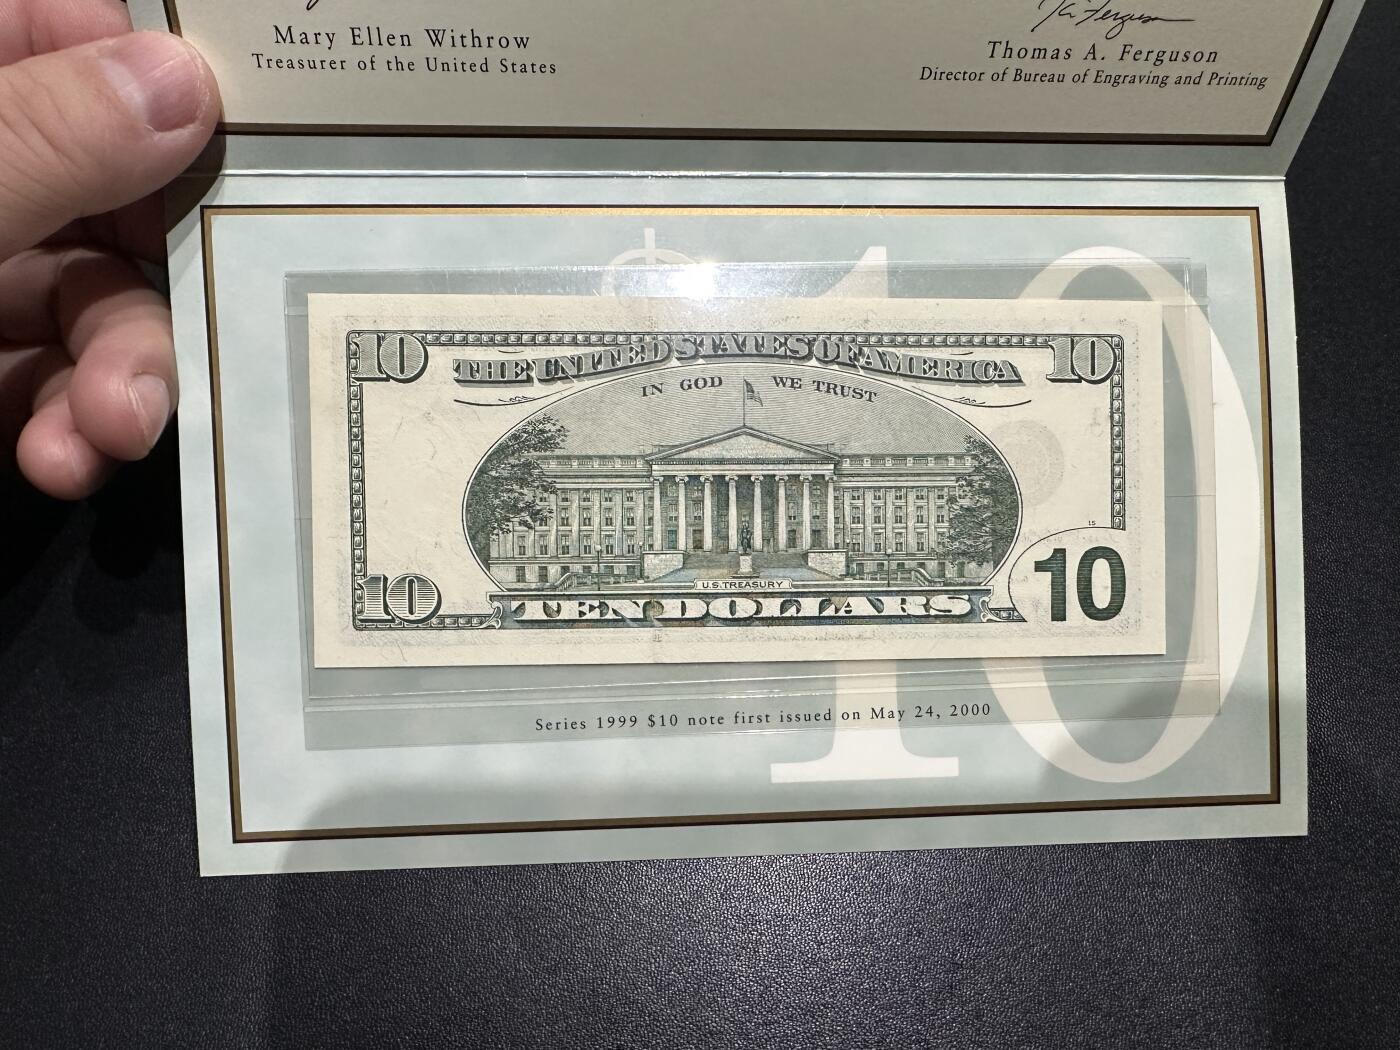 Mary Ellen Withrow
Treasurer of the United States
Thomas A. Ferguson
Director of Bureau of Engraving and Printing
$10
10
THE UNITED STATES OF AMERICA
10
IN GOD WE TRUST
15
U.S. TREASURY
10
TEN DOLLARS
10
Series 1999 $10 note first issued on May 24, 2000